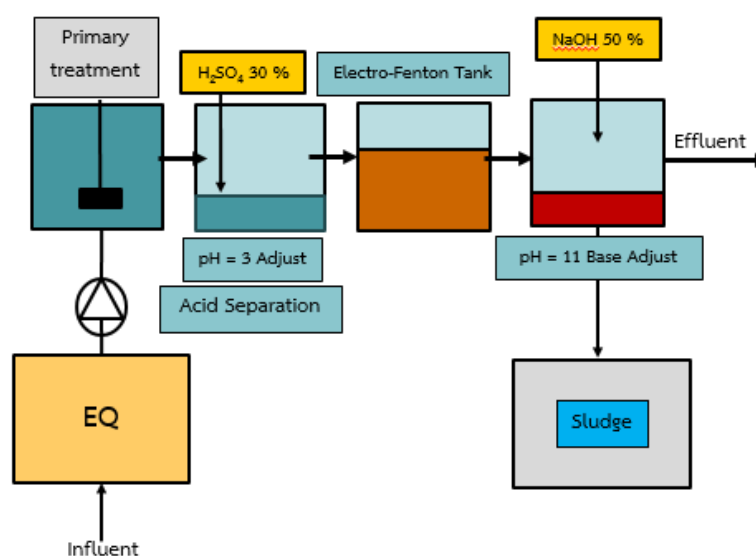 Primary
treatment
H₂SO₄ 30 %
Electro-Fenton Tank
NaOH 50 %
Effluent
pH = 3 Adjust
Acid Separation
pH = 11 Base Adjust
EQ
Sludge
Influent